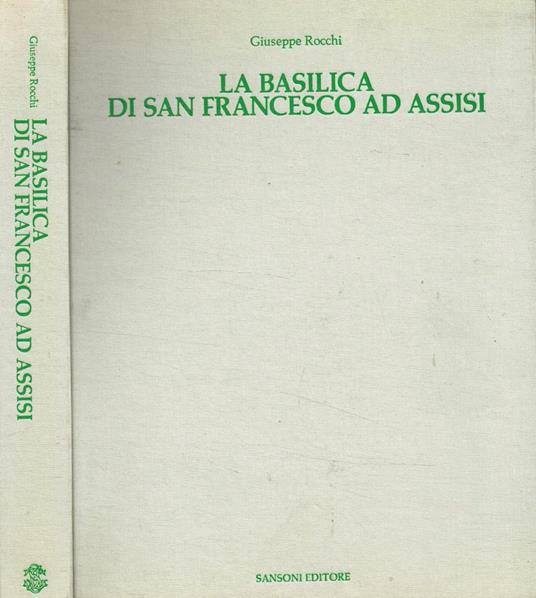 Giuseppe Rocchi
LA BASILICA
DI SAN FRANCESCO AD ASSISI
Giuseppe Rocchi
LA BASILICA
DI SAN FRANCESCO AD ASSISI
SANSONI EDITORE